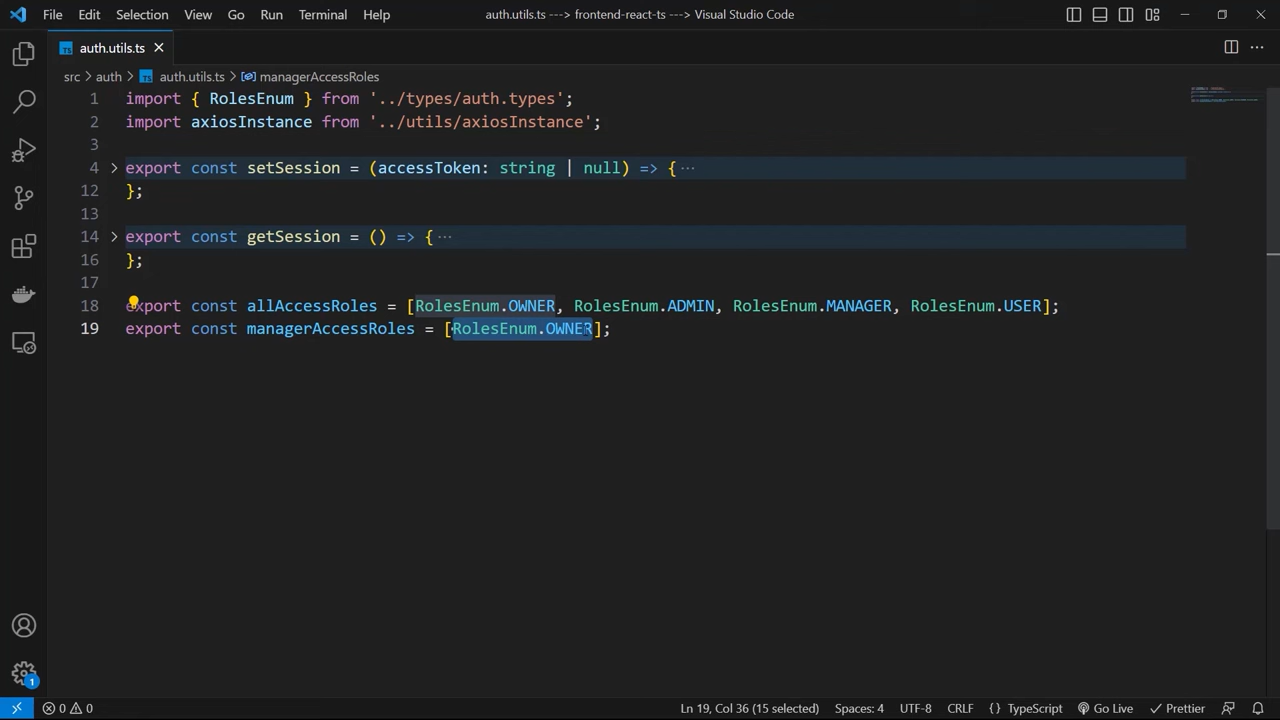 File Edit Selection View Go Run Terminal Help auth.utils.ts ---> frontend-react-ts ---> Visual Studio Code
TS auth.utils.ts
src > auth > TS auth.utils.ts > managerAccessRoles
1 import { RolesEnum } from '../types/auth.types';
2 import axiosInstance from '../utils/axiosInstance';
3
4 export const setSession = (accessToken: string | null) => { ...
12 };
13
14 export const getSession = () => { ...
16 };
17
18 export const allAccessRoles = [RolesEnum.OWNER, RolesEnum.ADMIN, RolesEnum.MANAGER, RolesEnum.USER];
19 export const managerAccessRoles = [RolesEnum.OWNER];
1
0 0 Ln 19, Col 36 (15 selected) Spaces: 4 UTF-8 CRLF {} TypeScript Go Live Prettier